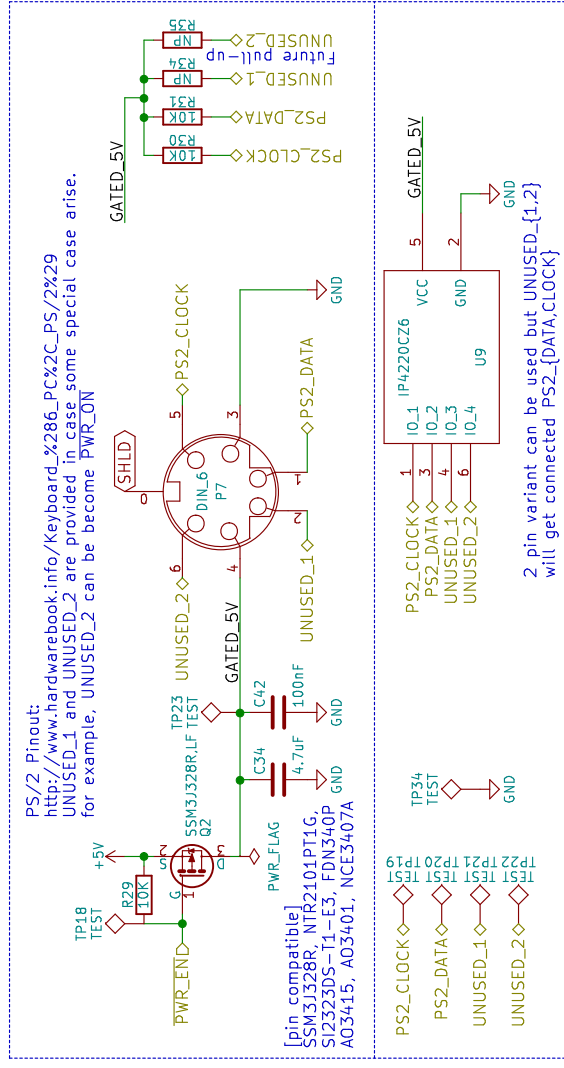 PS/2 Pinout:
http://www.hardwarebook.info/Keyboard_%286_PC%2C_PS/2%29
UNUSED_1 and UNUSED_2 are provided in case some special case arise.
for example, UNUSED_2 can be become PWR_ON
TP18
TEST
R29
10K
+5V
PWR_END
G
1
S
2
D
3
SSM3J328R,LF
Q2
PWR_FLAG
[pin compatible]
SSM3J328R, NTR2101PT1G,
SI2323DS-T1-E3, FDN340P
AO3415, AO3401, NCE3407A
TP23
TEST
C34
4.7uF
GND
C42
100nF
GND
GATED_5V
UNUSED_2
6
UNUSED_1
2
4
SHLD
0
DIN_6
P7
5
PS2_CLOCK
3
GND
1
PS2_DATA
GATED_5V
R30
10K
PS2_CLOCK
R31
10K
PS2_DATA
R34
NP
UNUSED_1
Future pull-up
R35
NP
UNUSED_2
PS2_CLOCK
TEST
TP19
PS2_DATA
TEST
TP20
UNUSED_1
TEST
TP21
UNUSED_2
TEST
TP22
TP34
TEST
GND
PS2_CLOCK
1
IO_1
PS2_DATA
3
IO_2
UNUSED_1
4
IO_3
UNUSED_2
6
IO_4
IP4220CZ6
U9
VCC
5
GATED_5V
GND
2
GND
2 pin variant can be used but UNUSED_{1,2}
will get connected PS2_{DATA,CLOCK}